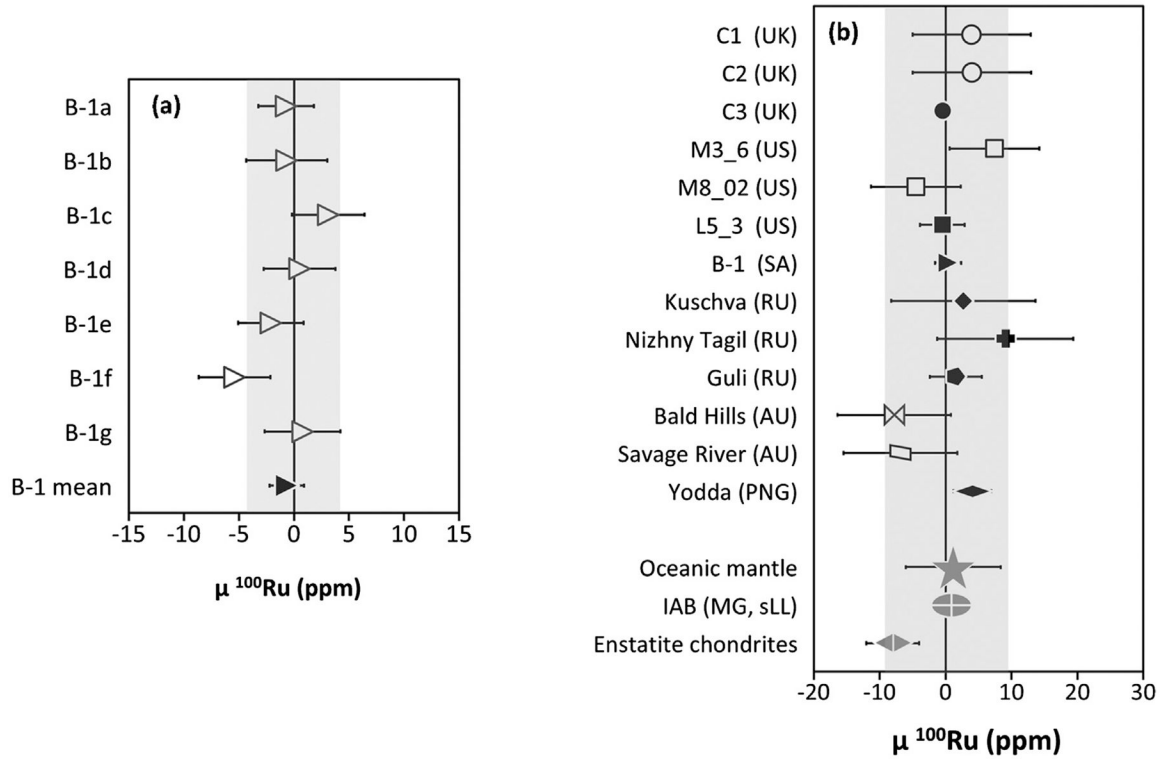 (a)
B-1a
B-1b
B-1c
B-1d
B-1e
B-1f
B-1g
B-1 mean
-15 -10 -5 0 5 10 15
μ ¹⁰⁰Ru (ppm)
(b)
C1 (UK)
C2 (UK)
C3 (UK)
M3_6 (US)
M8_02 (US)
L5_3 (US)
B-1 (SA)
Kuschva (RU)
Nizhny Tagil (RU)
Guli (RU)
Bald Hills (AU)
Savage River (AU)
Yodda (PNG)
Oceanic mantle
IAB (MG, sLL)
Enstatite chondrites
-20 -10 0 10 20 30
μ ¹⁰⁰Ru (ppm)